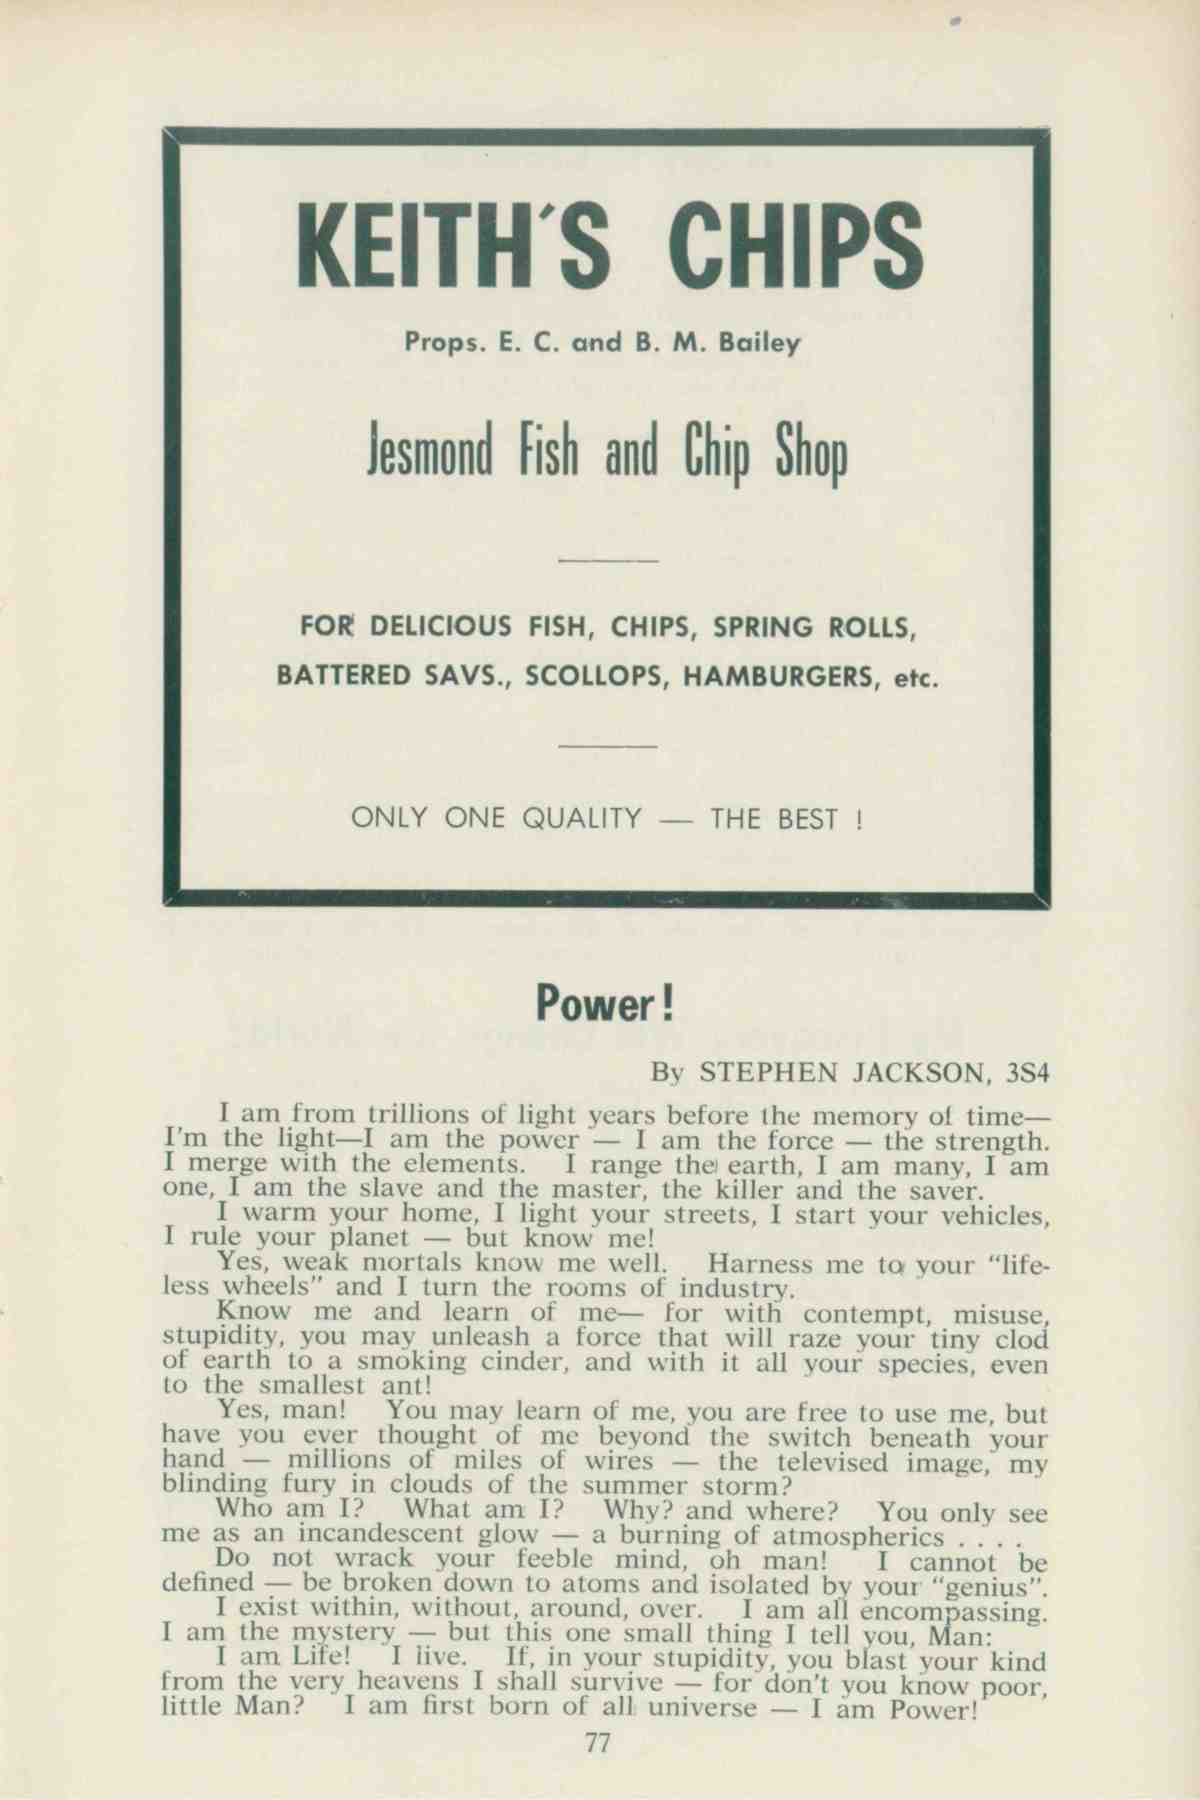 KEITH'S CHIPS
Props. E. C. and B. M. Bailey
Jesmond Fish and Chip Shop
FOR DELICIOUS FISH, CHIPS, SPRING ROLLS,
BATTERED SAVS., SCOLLOPS, HAMBURGERS, etc.
ONLY ONE QUALITY — THE BEST !
Power!
By STEPHEN JACKSON, 3S4
I am from trillions of light years before the memory of time—
I'm the light—I am the power — I am the force — the strength.
I merge with the elements. I range the earth, I am many, I am
one, I am the slave and the master, the killer and the saver.
I warm your home, I light your streets, I start your vehicles,
I rule your planet — but know me!
Yes, weak mortals know me well. Harness me to your “life-
less wheels” and I turn the rooms of industry.
Know me and learn of me— for with contempt, misuse,
stupidity, you may unleash a force that will raze your tiny clod
of earth to a smoking cinder, and with it all your species, even
to the smallest ant!
Yes, man! You may learn of me, you are free to use me, but
have you ever thought of me beyond the switch beneath your
hand — millions of miles of wires — the televised image, my
blinding fury in clouds of the summer storm?
Who am I? What am I? Why? and where? You only see
me as an incandescent glow — a burning of atmospherics . . . .
Do not wrack your feeble mind, oh man! I cannot be
defined — be broken down to atoms and isolated by your “genius”.
I exist within, without, around, over. I am all encompassing.
I am the mystery — but this one small thing I tell you, Man:
I am Life! I live. If, in your stupidity, you blast your kind
from the very heavens I shall survive — for don't you know poor,
little Man? I am first born of all universe — I am Power!
77